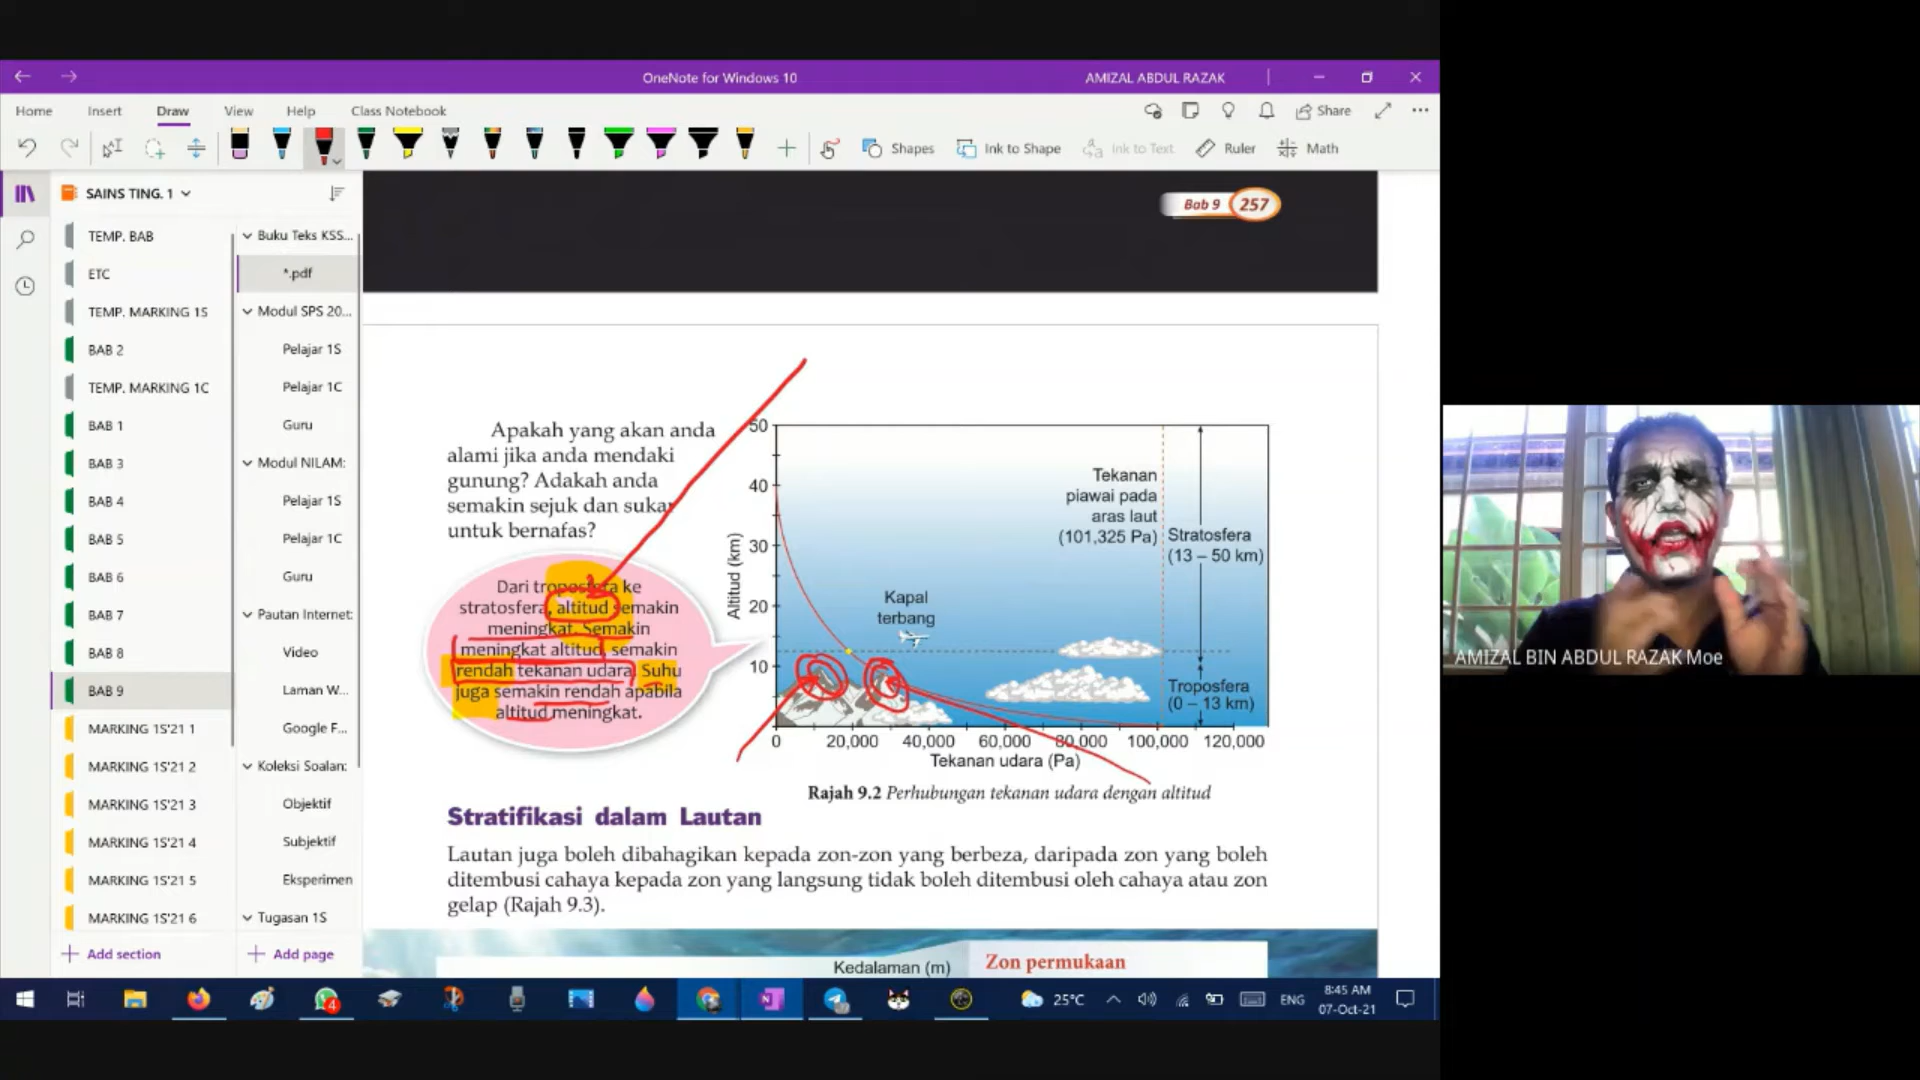 OneNote for Windows 10
AMIZAL ABDUL RAZAK
Home
Insert
Draw
View
Help
Class Notebook
Share
Shapes
Ink to Shape
Ink to Text
Ruler
Math
SAINS TING. 1
TEMP. BAB
ETC
TEMP. MARKING 1S
BAB 2
TEMP. MARKING 1C
BAB 1
BAB 3
BAB 4
BAB 5
BAB 6
BAB 7
BAB 8
BAB 9
MARKING 1S'21 1
MARKING 1S'21 2
MARKING 1S'21 3
MARKING 1S'21 4
MARKING 1S'21 5
MARKING 1S'21 6
Add section
Buku Teks KSS...
*.pdf
Modul SPS 20...
Pelajar 1S
Pelajar 1C
Guru
Modul NILAM:
Pelajar 1S
Pelajar 1C
Guru
Pautan Internet:
Video
Laman W...
Google F...
Koleksi Soalan:
Objektif
Subjektif
Eksperimen
Tugasan 1S
Add page
Bab 9 257
Apakah yang akan anda
alami jika anda mendaki
gunung? Adakah anda
semakin sejuk dan sukar
untuk bernafas?
Dari troposfera ke
stratosfera, altitud semakin
meningkat. Semakin
meningkat altitud, semakin
rendah tekanan udara. Suhu
juga semakin rendah apabila
altitud meningkat.
Altitud (km)
50
40
30
20
10
0 20,000 40,000 60,000 80,000 100,000 120,000
Tekanan udara (Pa)
Kapal
terbang
Tekanan
piawai pada
aras laut
(101,325 Pa)
Stratosfera
(13 – 50 km)
Troposfera
(0 – 13 km)
Rajah 9.2 Perhubungan tekanan udara dengan altitud
Stratifikasi dalam Lautan
Lautan juga boleh dibahagikan kepada zon-zon yang berbeza, daripada zon yang boleh
ditembusi cahaya kepada zon yang langsung tidak boleh ditembusi oleh cahaya atau zon
gelap (Rajah 9.3).
Kedalaman (m)
Zon permukaan
AMIZAL BIN ABDUL RAZAK Moe
4
25°C
ENG
8:45 AM
07-Oct-21